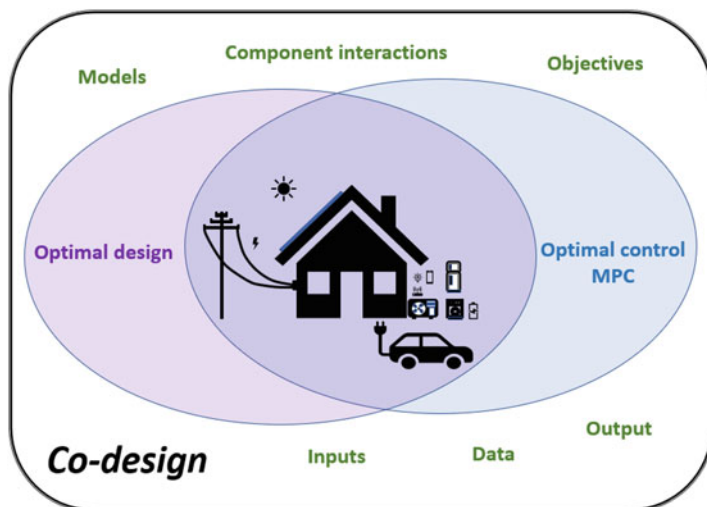 Component interactions
Models
Objectives
Optimal design
Optimal control
MPC
Output
Co-design
Inputs
Data